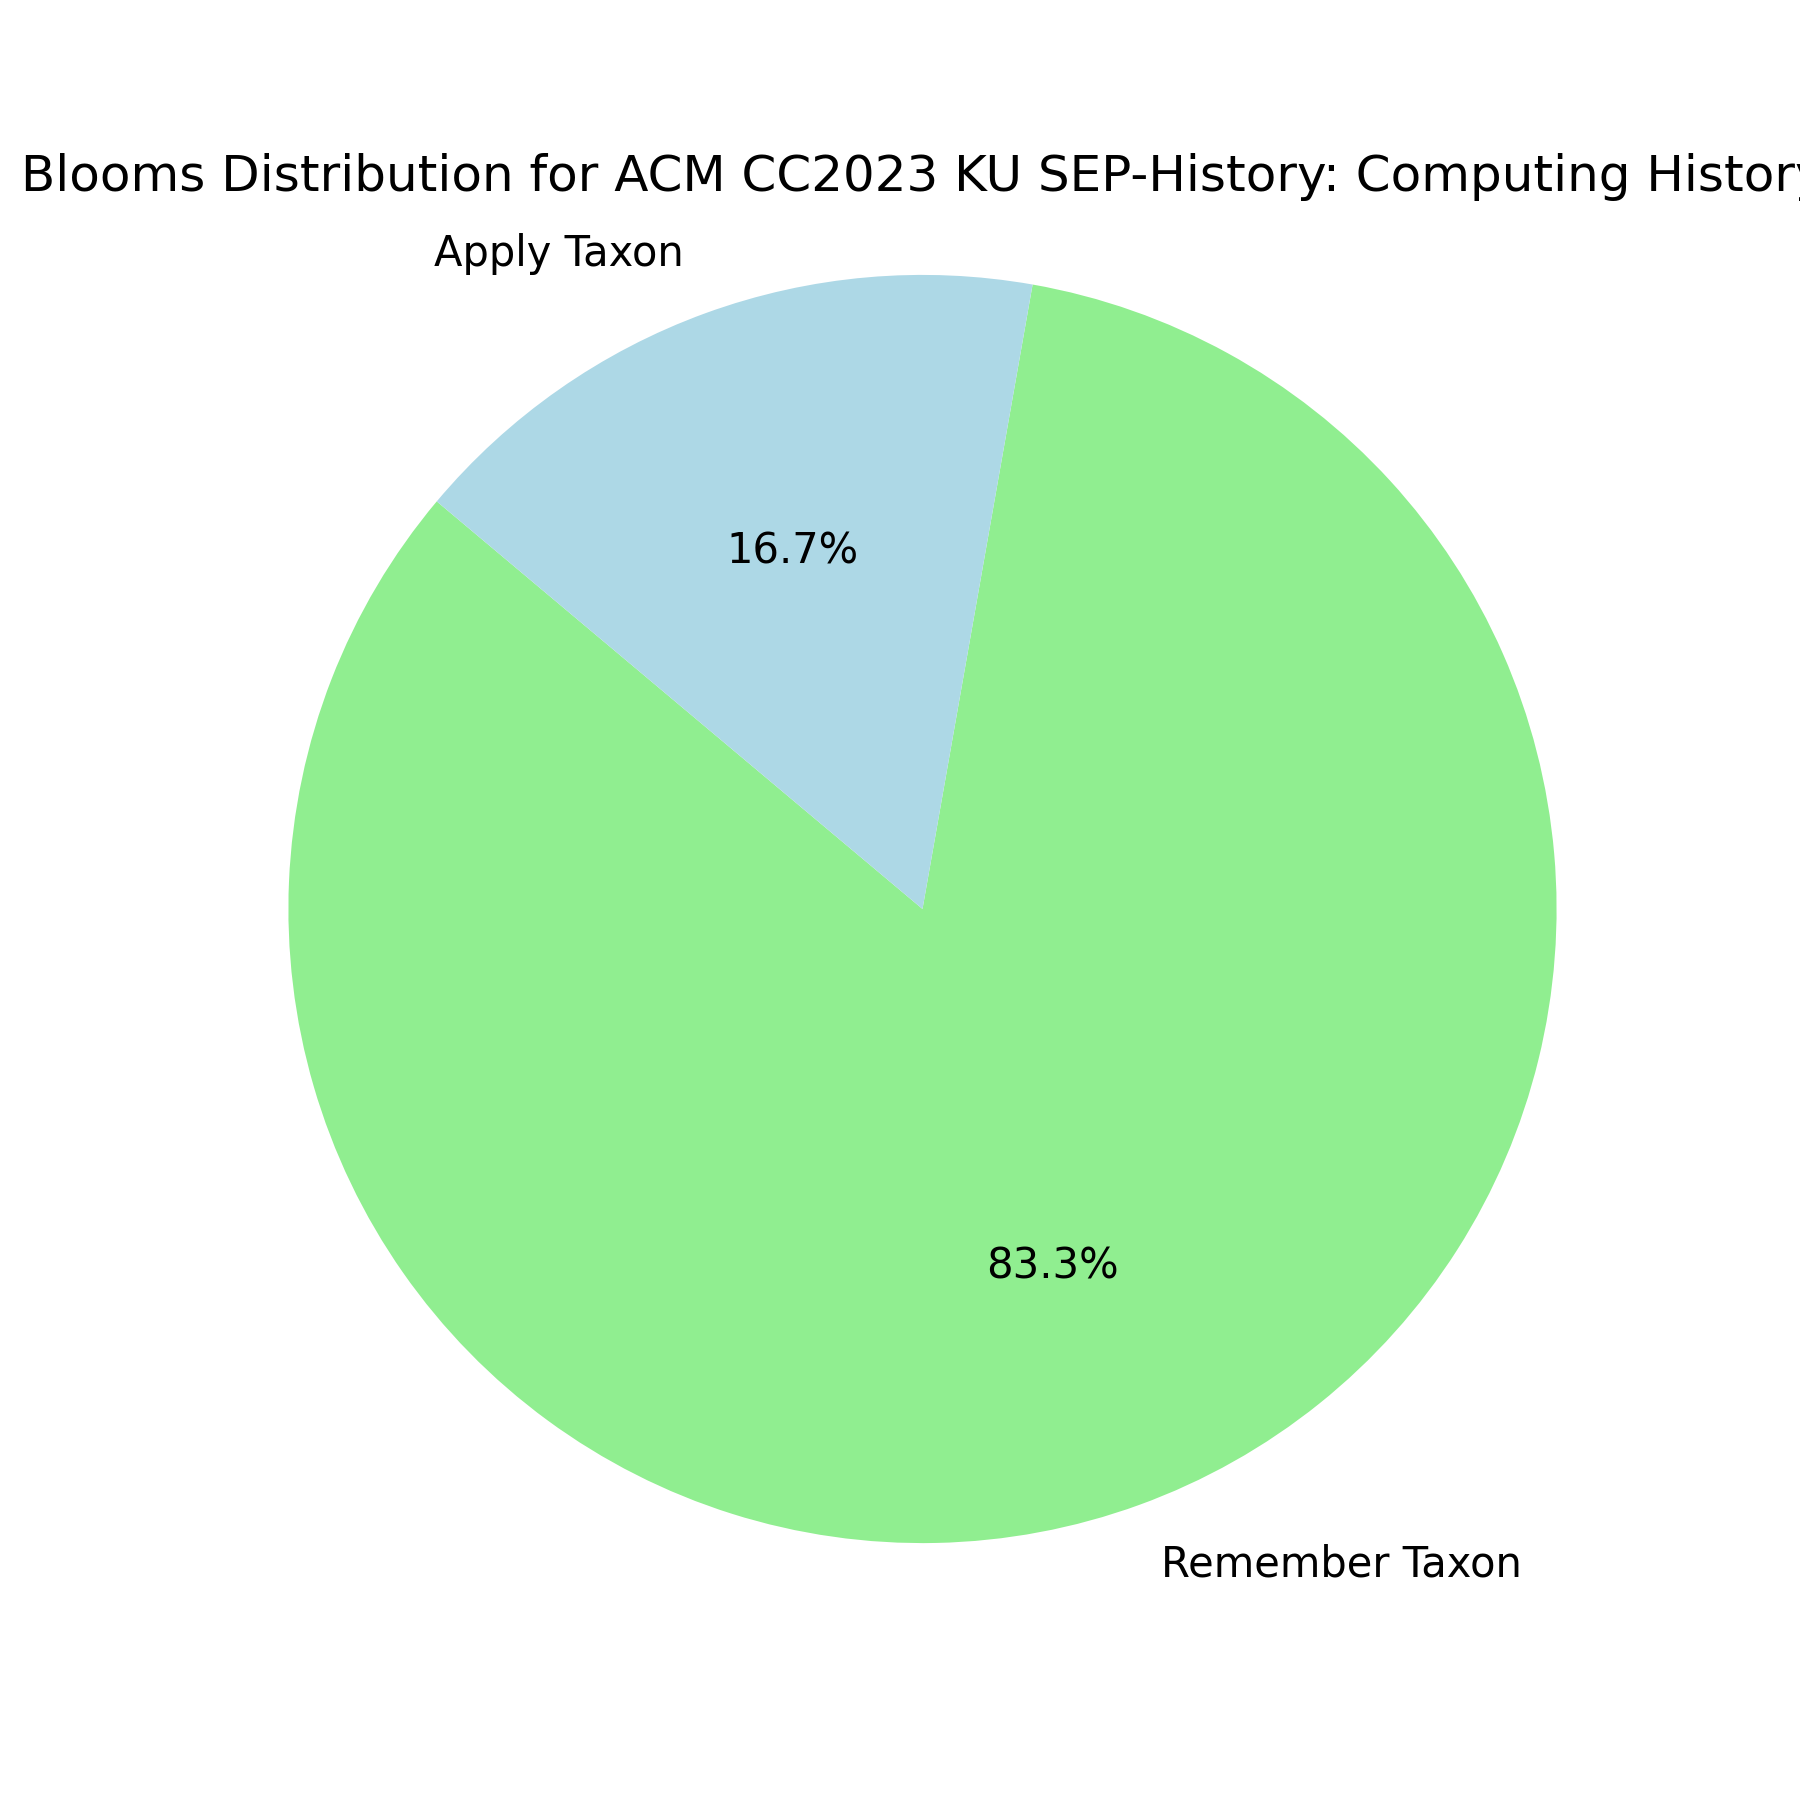 Blooms Distribution for ACM CC2023 KU SEP-History: Computing History
Apply Taxon
16.7%
83.3%
Remember Taxon